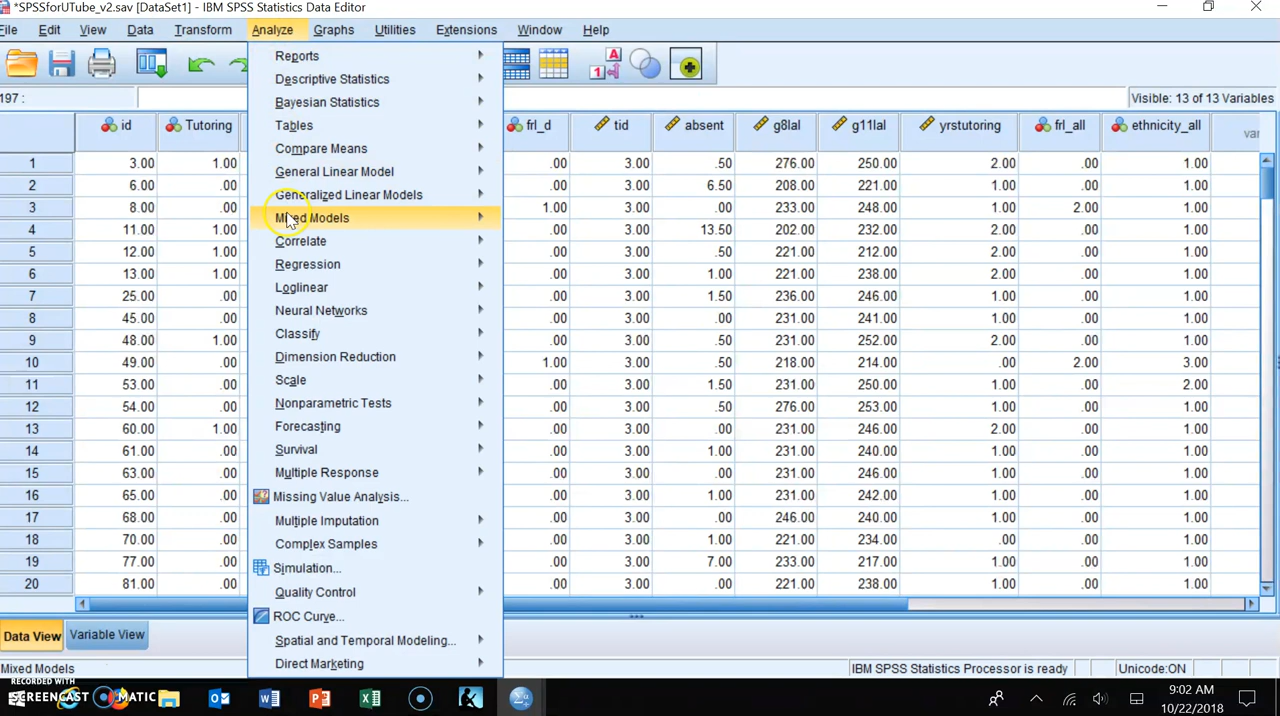 *SPSSforUTube_v2.sav [DataSet1] - IBM SPSS Statistics Data Editor
File Edit View Data Transform Analyze Graphs Utilities Extensions Window Help
197 :
Visible: 13 of 13 Variables
id Tutoring frl_d tid absent g8lal g11lal yrstutoring frl_all ethnicity_all var
1 3.00 1.00 .00 3.00 .50 276.00 250.00 2.00 .00 1.00
2 6.00 .00 .00 3.00 6.50 208.00 221.00 1.00 .00 1.00
3 8.00 .00 1.00 3.00 .00 233.00 248.00 1.00 2.00 1.00
4 11.00 1.00 .00 3.00 13.50 202.00 232.00 2.00 .00 1.00
5 12.00 1.00 .00 3.00 .50 221.00 212.00 2.00 .00 1.00
6 13.00 1.00 .00 3.00 1.00 221.00 238.00 2.00 .00 1.00
7 25.00 .00 .00 3.00 1.50 236.00 246.00 1.00 .00 1.00
8 45.00 .00 .00 3.00 .00 231.00 241.00 1.00 .00 1.00
9 48.00 1.00 .00 3.00 .50 231.00 252.00 2.00 .00 1.00
10 49.00 .00 1.00 3.00 .50 218.00 214.00 .00 2.00 3.00
11 53.00 .00 .00 3.00 1.50 231.00 250.00 1.00 .00 2.00
12 54.00 .00 .00 3.00 .50 276.00 253.00 1.00 .00 1.00
13 60.00 1.00 .00 3.00 .00 231.00 246.00 2.00 .00 1.00
14 61.00 .00 .00 3.00 1.00 231.00 240.00 1.00 .00 1.00
15 63.00 .00 .00 3.00 .00 231.00 246.00 1.00 .00 1.00
16 65.00 .00 .00 3.00 1.00 231.00 242.00 1.00 .00 1.00
17 68.00 .00 .00 3.00 .00 246.00 240.00 1.00 .00 1.00
18 70.00 .00 .00 3.00 1.00 221.00 234.00 .00 .00 1.00
19 77.00 .00 .00 3.00 7.00 233.00 217.00 1.00 .00 1.00
20 81.00 .00 .00 3.00 .00 221.00 238.00 1.00 .00 1.00
Reports
Descriptive Statistics
Bayesian Statistics
Tables
Compare Means
General Linear Model
Generalized Linear Models
Mixed Models
Correlate
Regression
Loglinear
Neural Networks
Classify
Dimension Reduction
Scale
Nonparametric Tests
Forecasting
Survival
Multiple Response
Missing Value Analysis...
Multiple Imputation
Complex Samples
Simulation...
Quality Control
ROC Curve...
Spatial and Temporal Modeling...
Direct Marketing
Data View Variable View
Mixed Models IBM SPSS Statistics Processor is ready Unicode:ON
RECORDED WITH
SCREENCAST MATIC
9:02 AM
10/22/2018